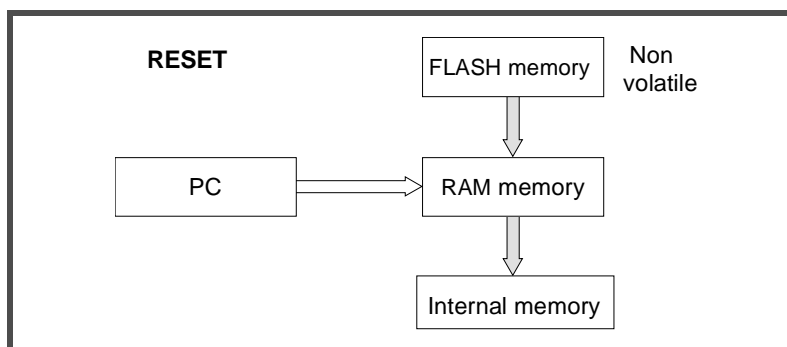 RESET
FLASH memory
Non
volatile
PC
RAM memory
Internal memory